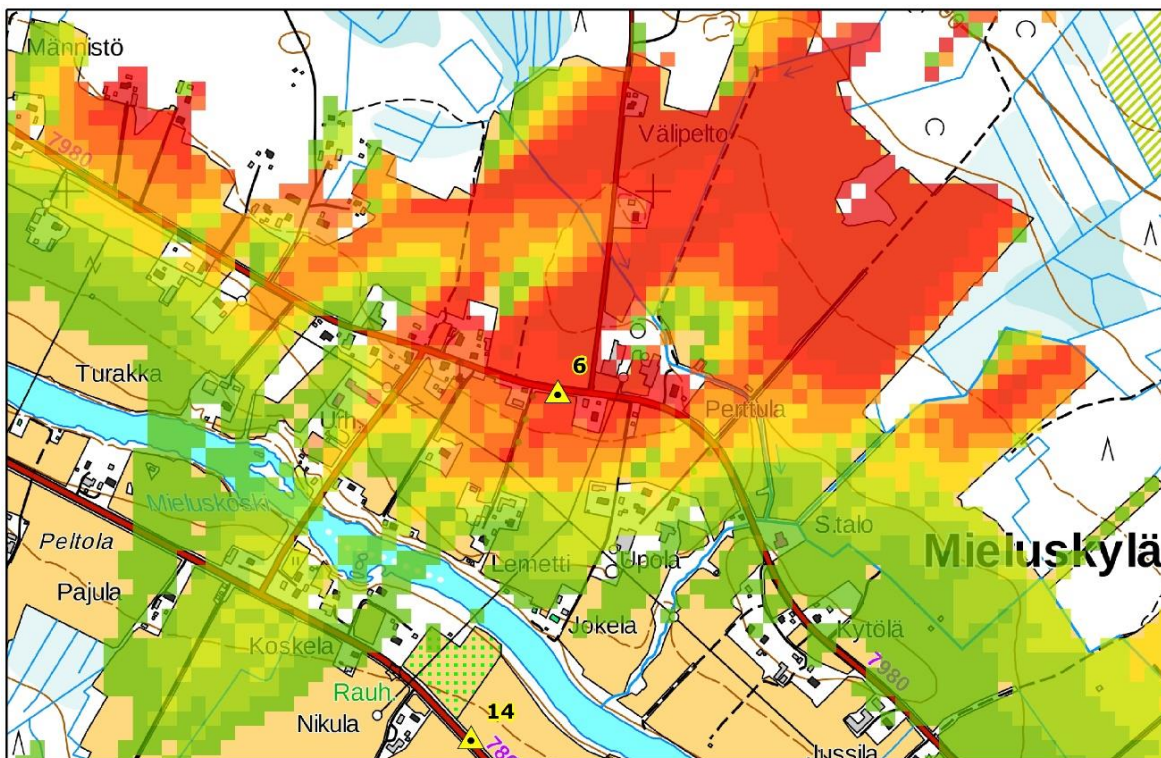 Männistö
7980
Välipelto
6
Turakka
Urh.
Perttula
Mieluskoski
S.talo
Peltola
Lemetti
Upola
Mieluskylä
Pajula
Jokela
Koskela
Kytölä
7980
Rauh.
14
Nikula
Jussila